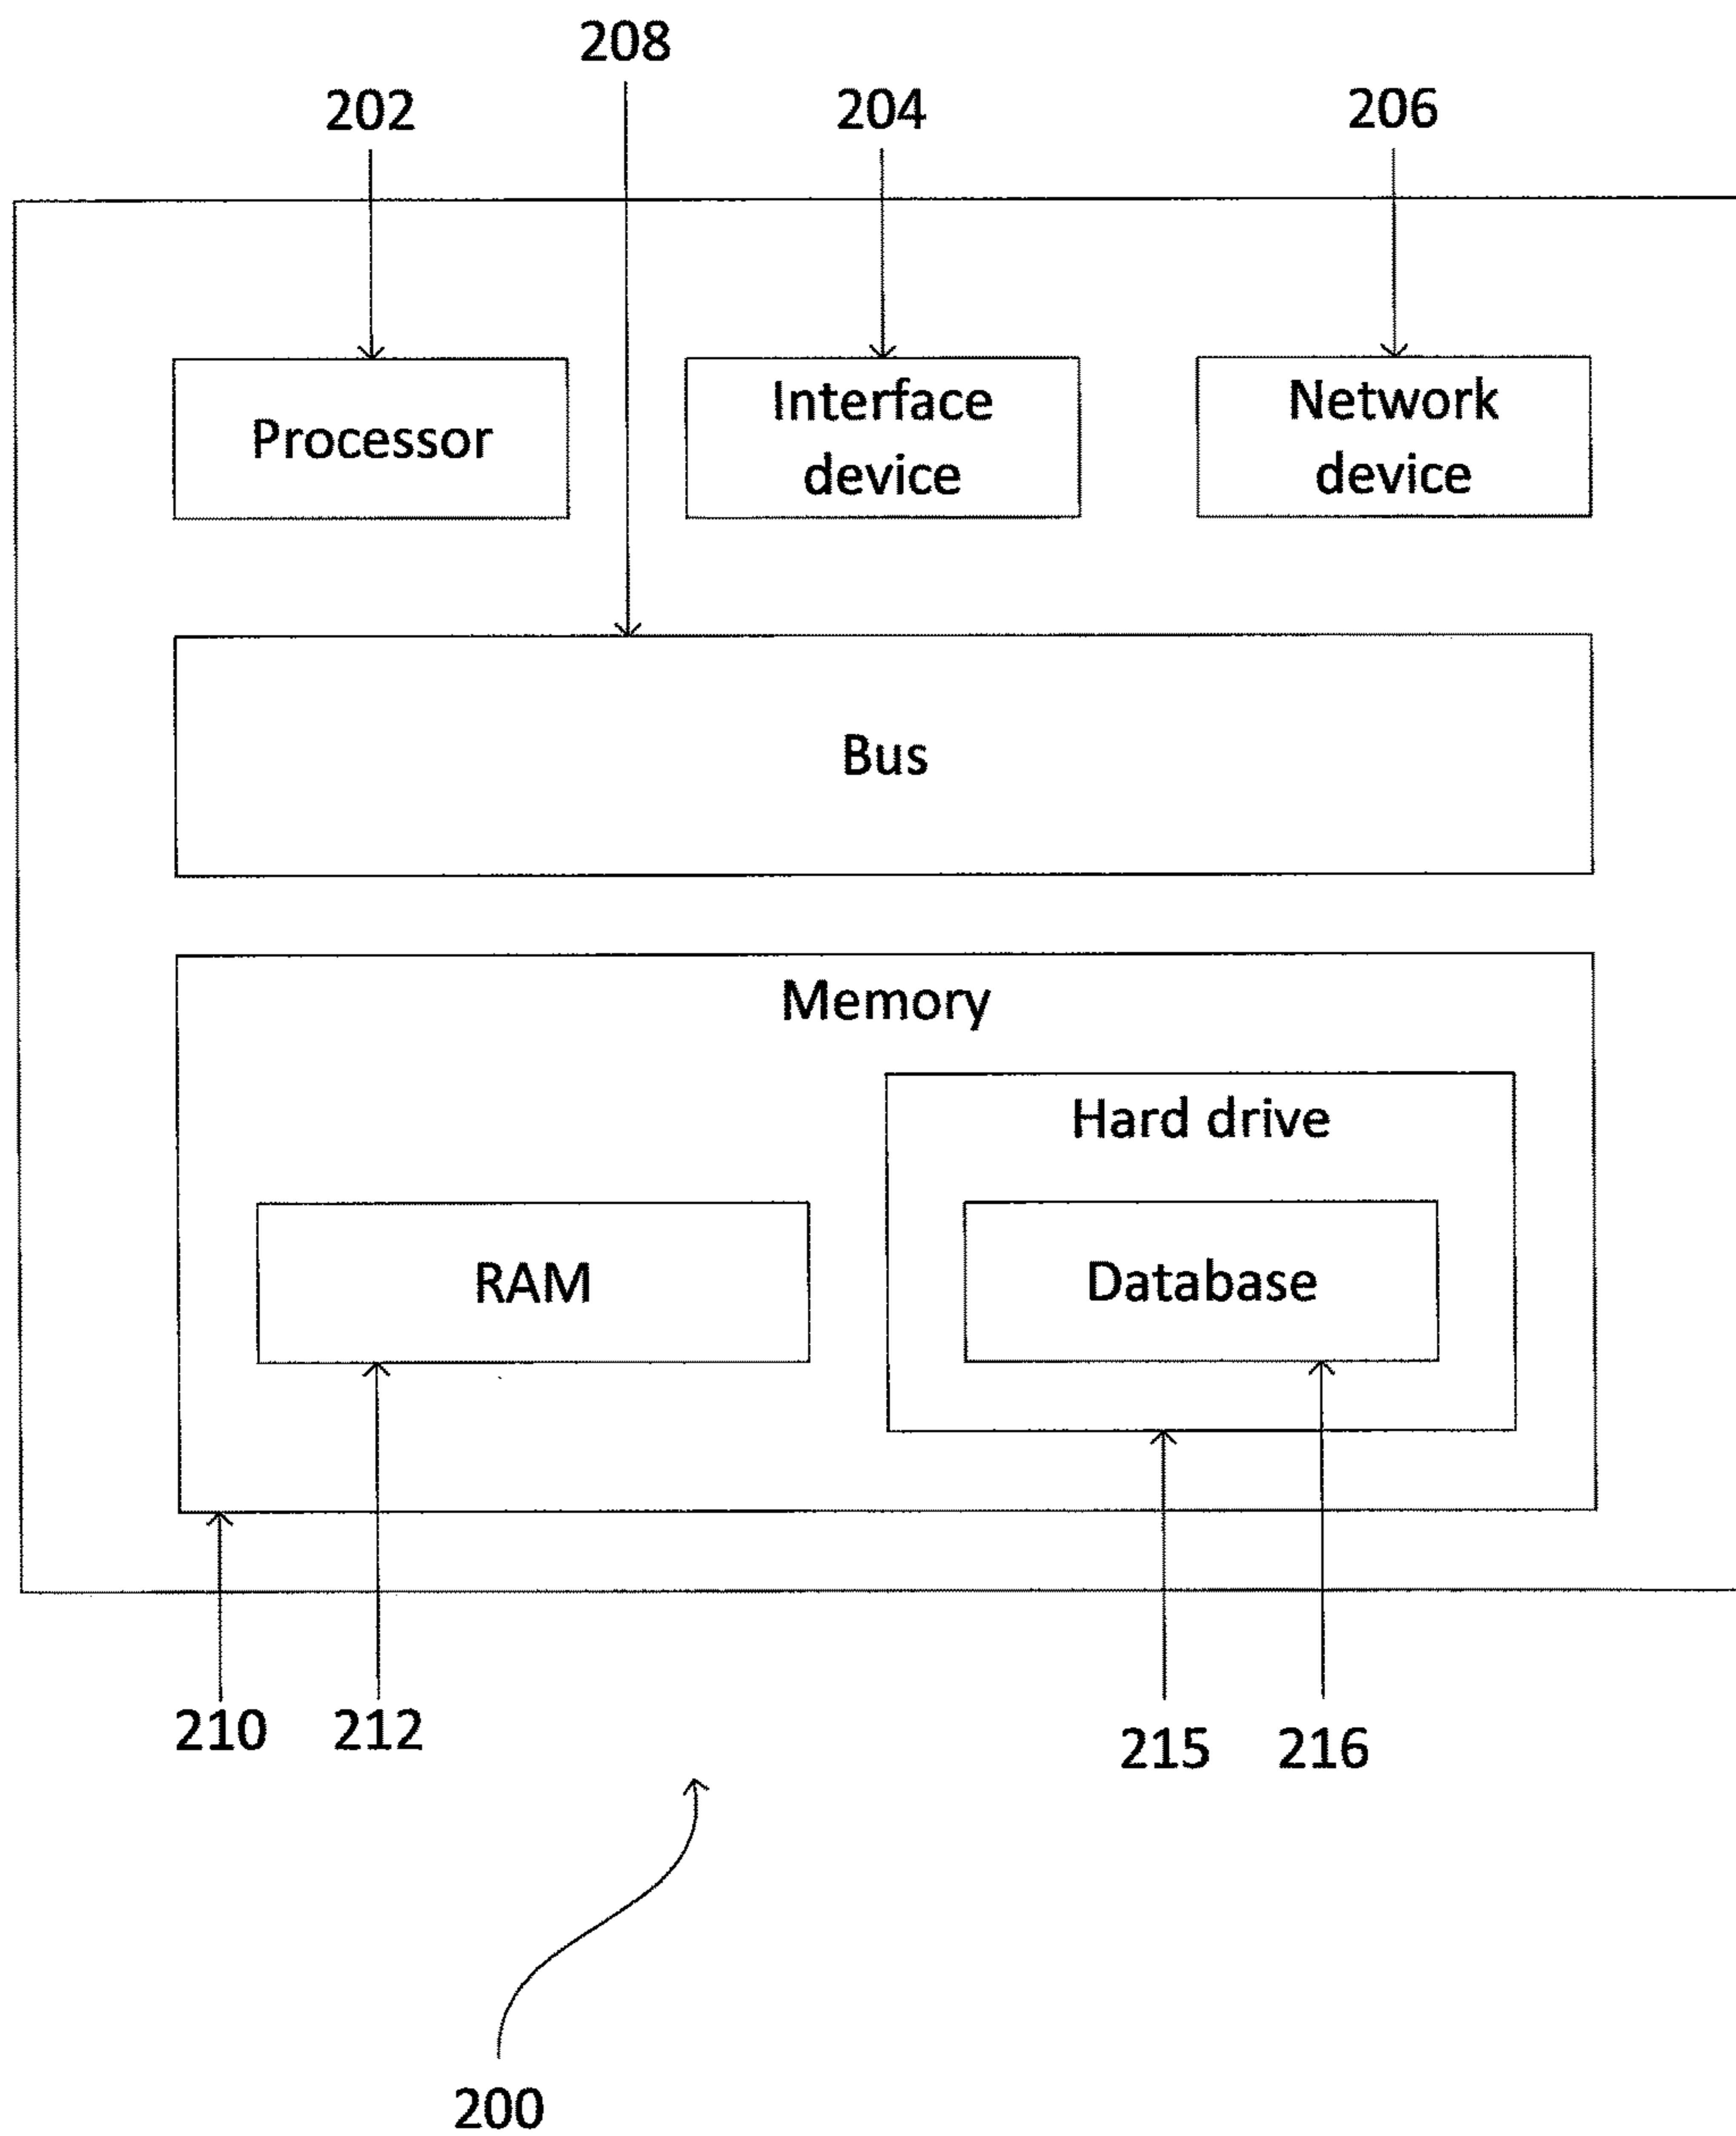 208
202
204
206
Processor
Interface
device
Network
device
Bus
Memory
Hard drive
RAM
Database
210
212
215
216
200